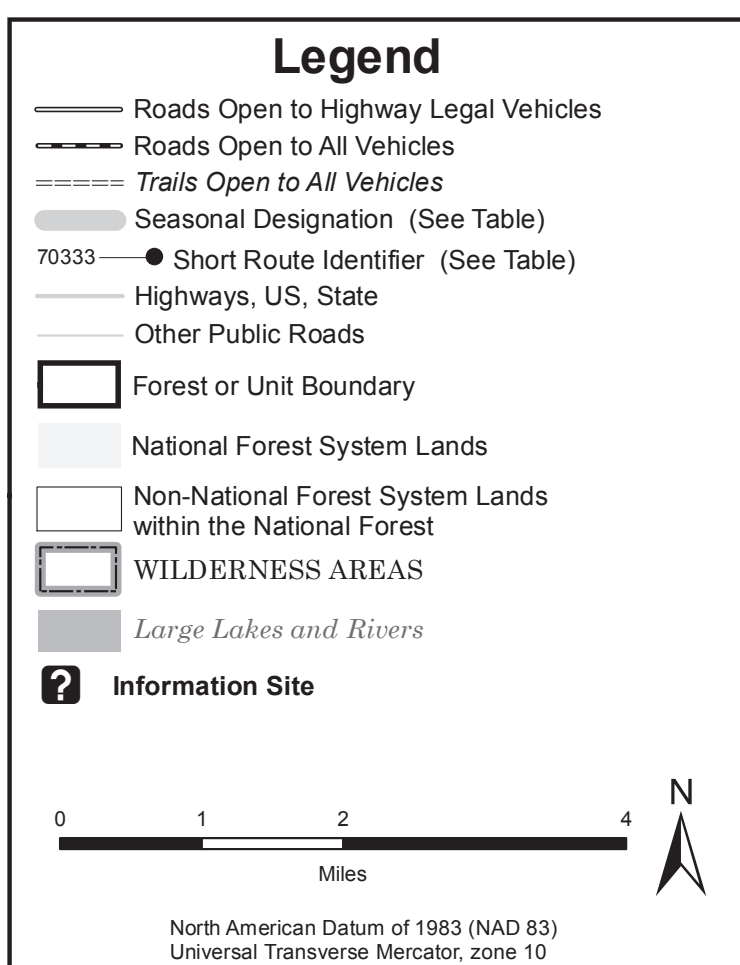 Legend
Roads Open to Highway Legal Vehicles
Roads Open to All Vehicles
Trails Open to All Vehicles
Seasonal Designation (See Table)
70333 Short Route Identifier (See Table)
Highways, US, State
Other Public Roads
Forest or Unit Boundary
National Forest System Lands
Non-National Forest System Lands
within the National Forest
WILDERNESS AREAS
Large Lakes and Rivers
? Information Site
N
0 1 2 4
Miles
North American Datum of 1983 (NAD 83)
Universal Transverse Mercator, zone 10